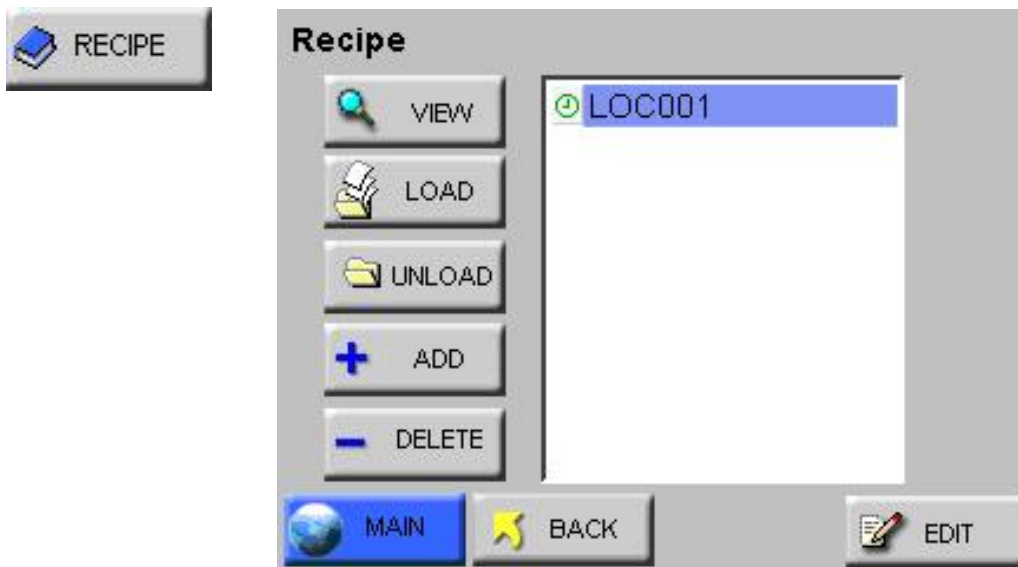 RECIPE
Recipe
VIEW
LOC001
LOAD
UNLOAD
ADD
DELETE
MAIN
BACK
EDIT